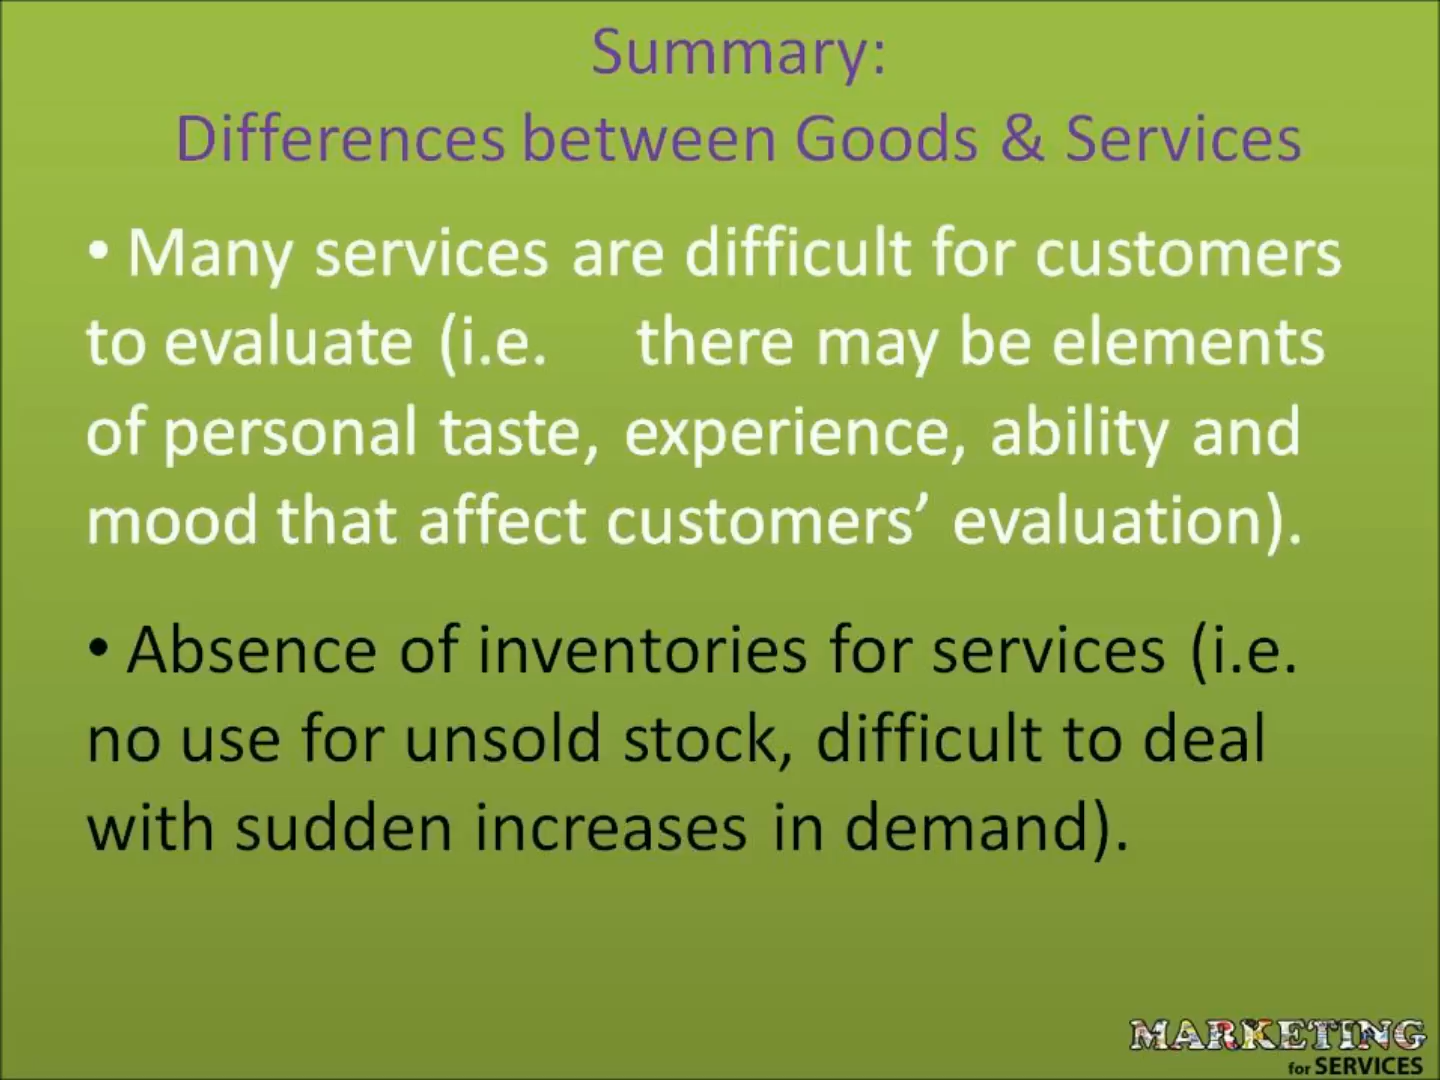 Summary:
Differences between Goods & Services
• Many services are difficult for customers
to evaluate (i.e. there may be elements
of personal taste, experience, ability and
mood that affect customers’ evaluation).
• Absence of inventories for services (i.e.
no use for unsold stock, difficult to deal
with sudden increases in demand).
MARKETING
for SERVICES